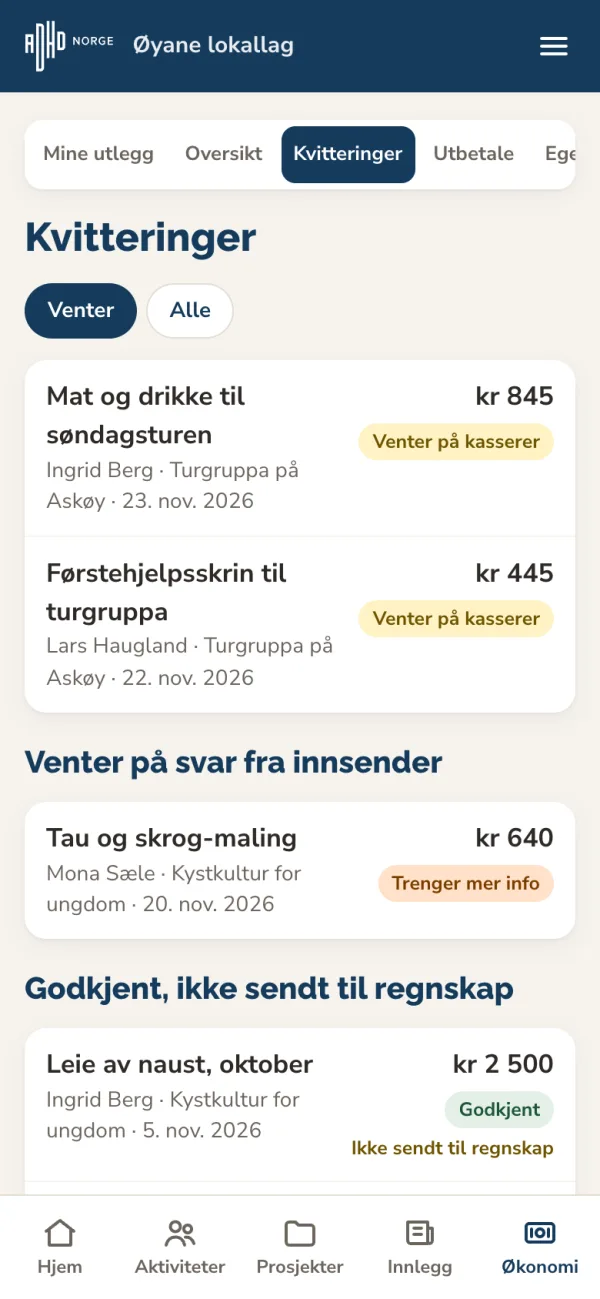 ADHD NORGE Øyane lokallag
Mine utlegg Oversikt Kvitteringer Utbetale Ege
Kvitteringer
Venter Alle
Mat og drikke til kr 845
søndagsturen Venter på kasserer
Ingrid Berg · Turgruppa på
Askøy · 23. nov. 2026
Førstehjelpsskrin til kr 445
turgruppa Venter på kasserer
Lars Haugland · Turgruppa på
Askøy · 22. nov. 2026
Venter på svar fra innsender
Tau og skrog-maling kr 640
Mona Sæle · Kystkultur for Trenger mer info
ungdom · 20. nov. 2026
Godkjent, ikke sendt til regnskap
Leie av naust, oktober kr 2 500
Ingrid Berg · Kystkultur for Godkjent
ungdom · 5. nov. 2026
Ikke sendt til regnskap
Hjem Aktiviteter Prosjekter Innlegg Økonomi